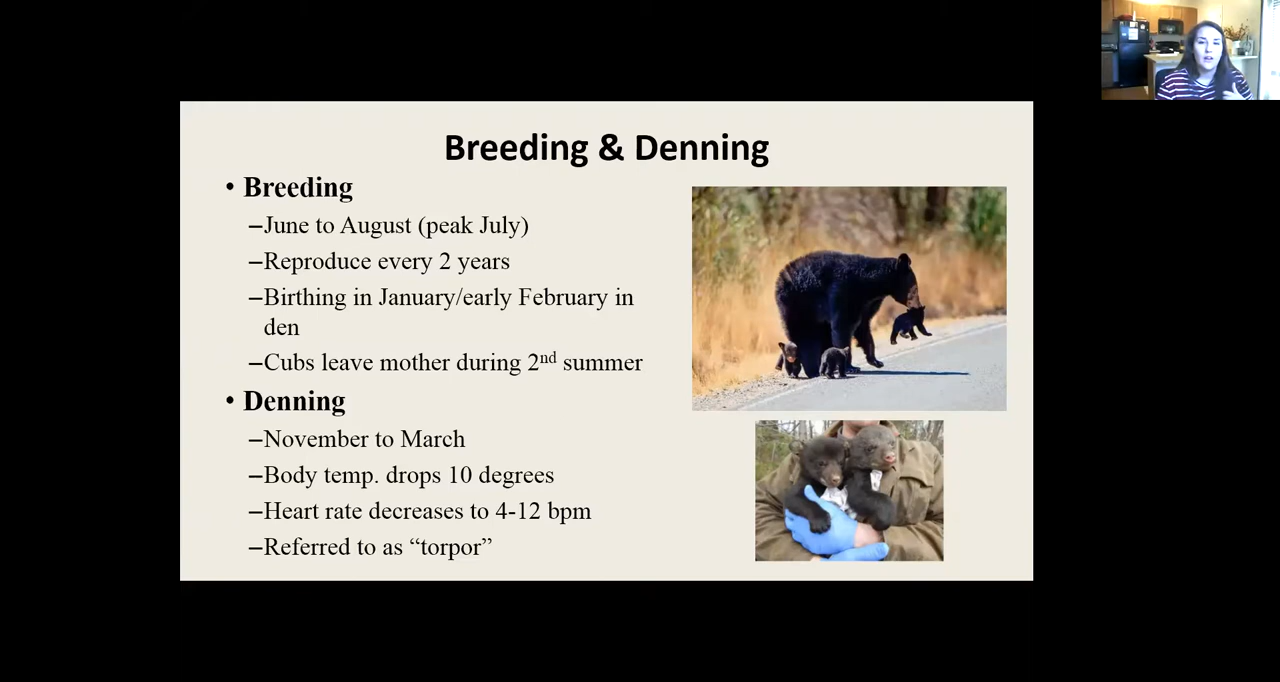 Breeding & Denning
• Breeding
–June to August (peak July)
–Reproduce every 2 years
–Birthing in January/early February in
den
–Cubs leave mother during 2nd summer
• Denning
–November to March
–Body temp. drops 10 degrees
–Heart rate decreases to 4-12 bpm
–Referred to as “torpor”